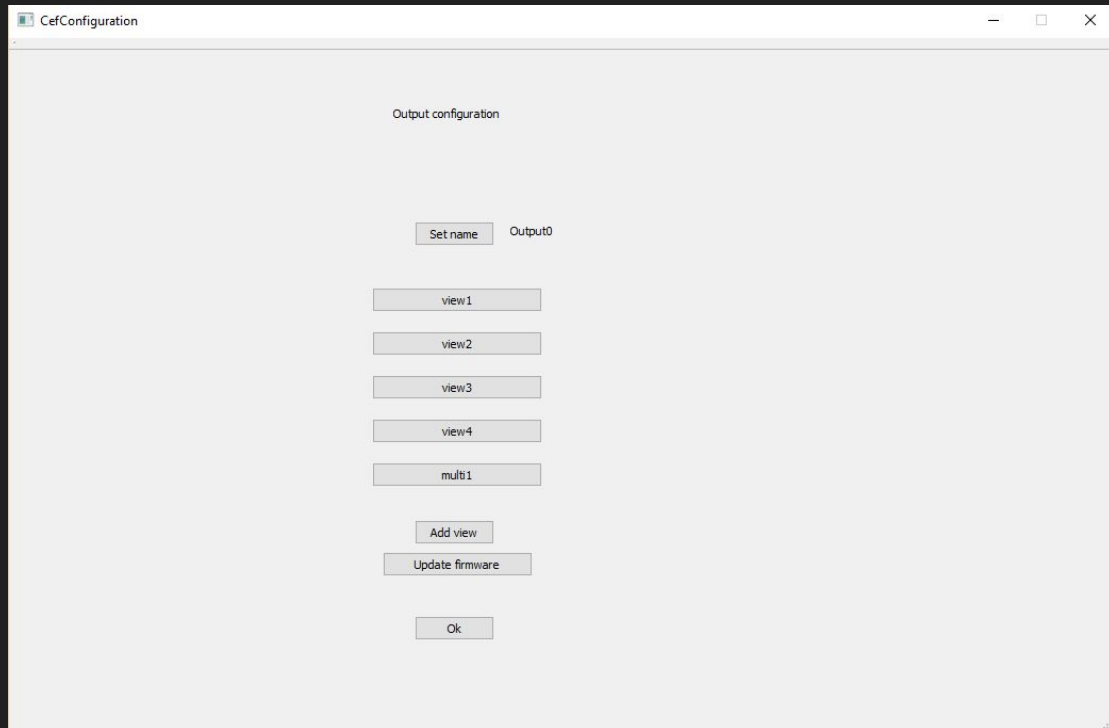 CefConfiguration
Output configuration
Set name Output0
view1
view2
view3
view4
multi1
Add view
Update firmware
Ok